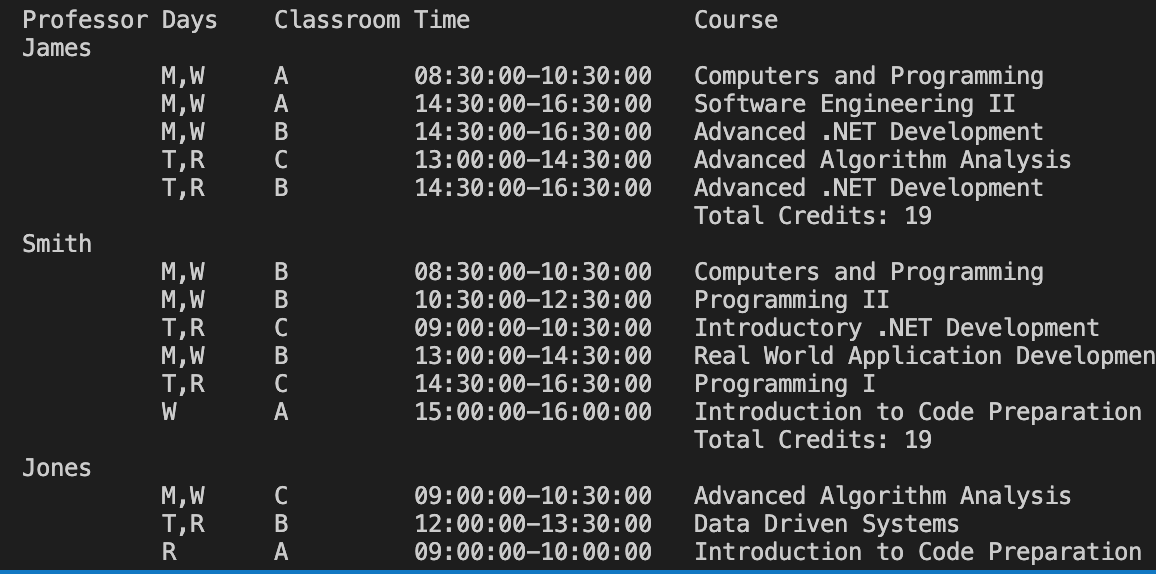 Professor Days    Classroom Time            Course
James
          M,W     A         08:30:00-10:30:00   Computers and Programming
          M,W     A         14:30:00-16:30:00   Software Engineering II
          M,W     B         14:30:00-16:30:00   Advanced .NET Development
          T,R     C         13:00:00-14:30:00   Advanced Algorithm Analysis
          T,R     B         14:30:00-16:30:00   Advanced .NET Development
                                                Total Credits: 19
Smith
          M,W     B         08:30:00-10:30:00   Computers and Programming
          M,W     B         10:30:00-12:30:00   Programming II
          T,R     C         09:00:00-10:30:00   Introductory .NET Development
          M,W     B         13:00:00-14:30:00   Real World Application Developmen
          T,R     C         14:30:00-16:30:00   Programming I
          W       A         15:00:00-16:00:00   Introduction to Code Preparation
                                                Total Credits: 19
Jones
          M,W     C         09:00:00-10:30:00   Advanced Algorithm Analysis
          T,R     B         12:00:00-13:30:00   Data Driven Systems
          R       A         09:00:00-10:00:00   Introduction to Code Preparation